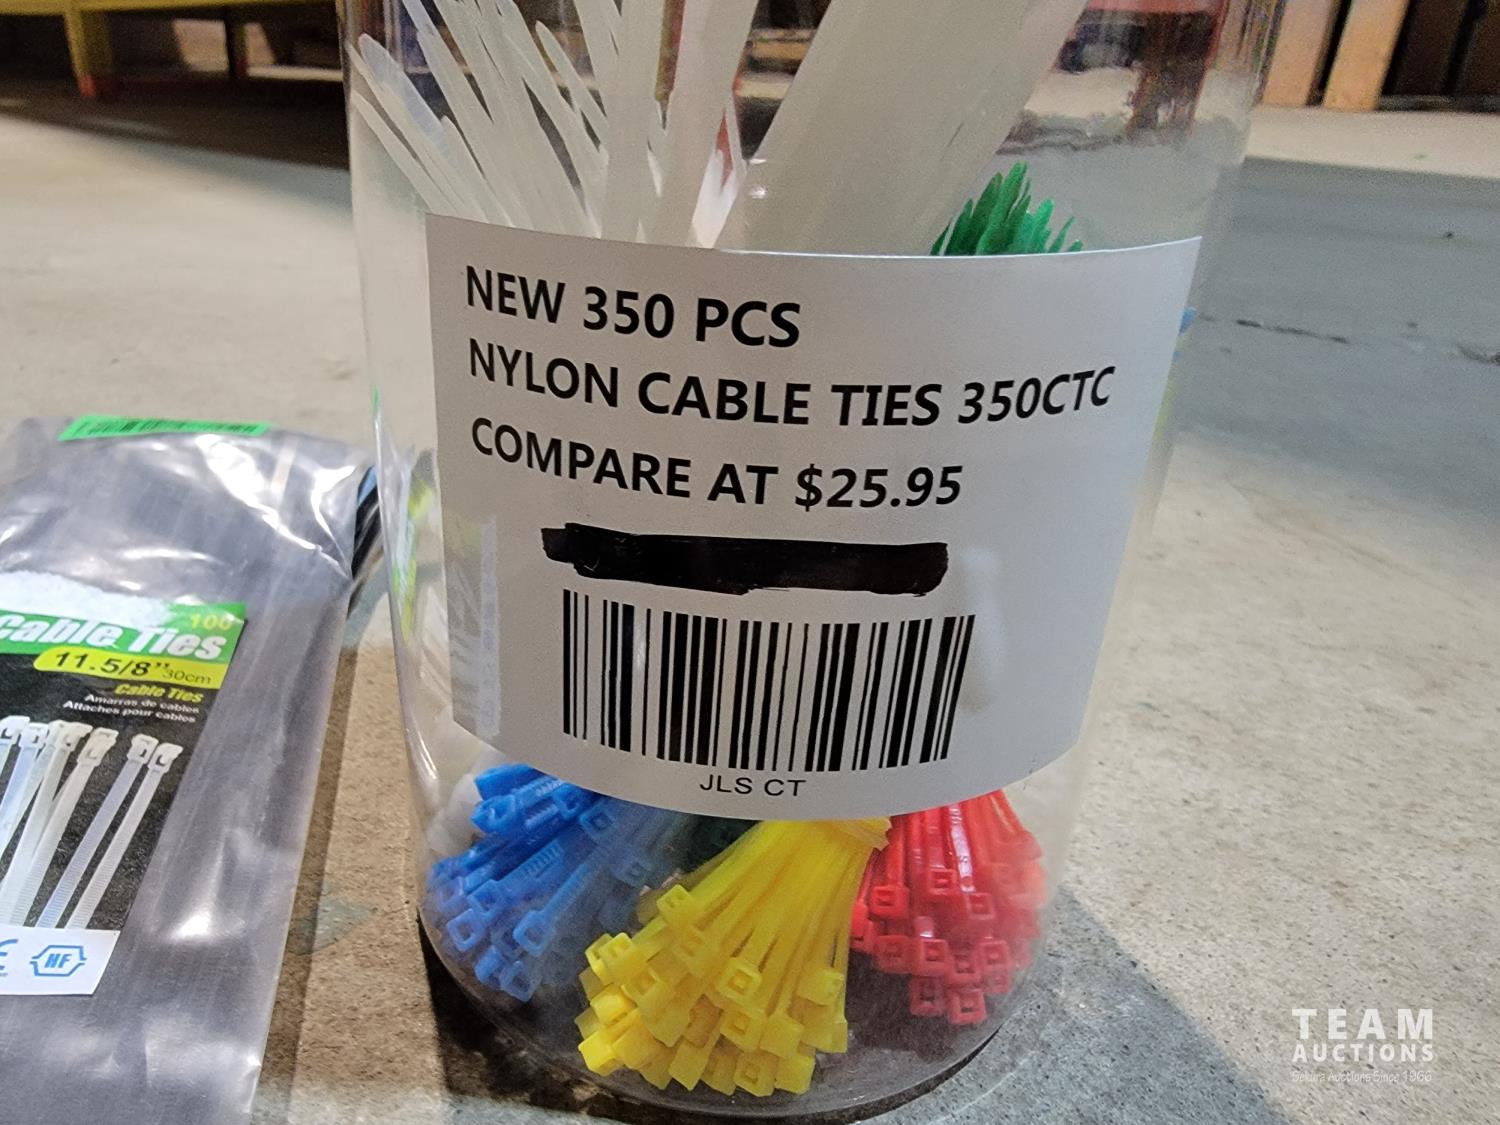 NEW 350 PCS
NYLON CABLE TIES 350CTC
COMPARE AT $25.95
JLS CT
100
Cable Ties
11.5/8" 30cm
Cable Ties
Amarras de cables
Attaches pour cables
HF
TEAM
AUCTIONS
Sekura Auctions Since 1966